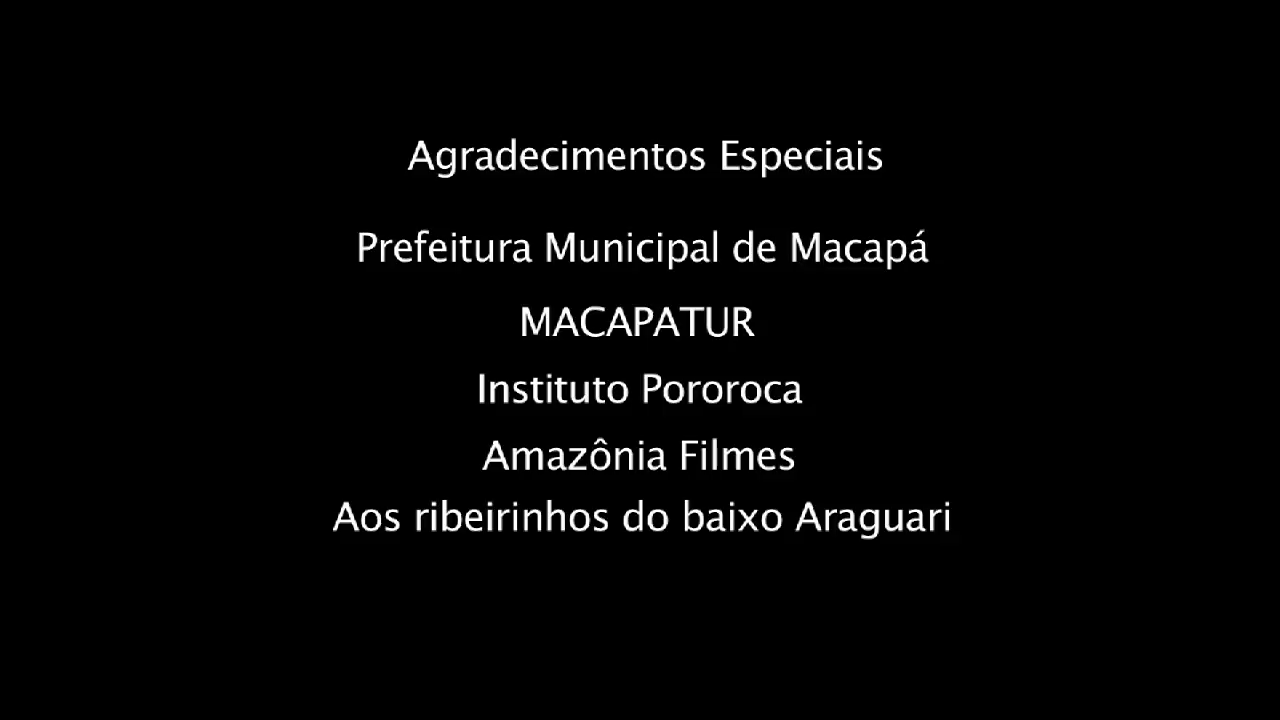 Agradecimentos Especiais
Prefeitura Municipal de Macapá
MACAPATUR
Instituto Pororoca
Amazônia Filmes
Aos ribeirinhos do baixo Araguari